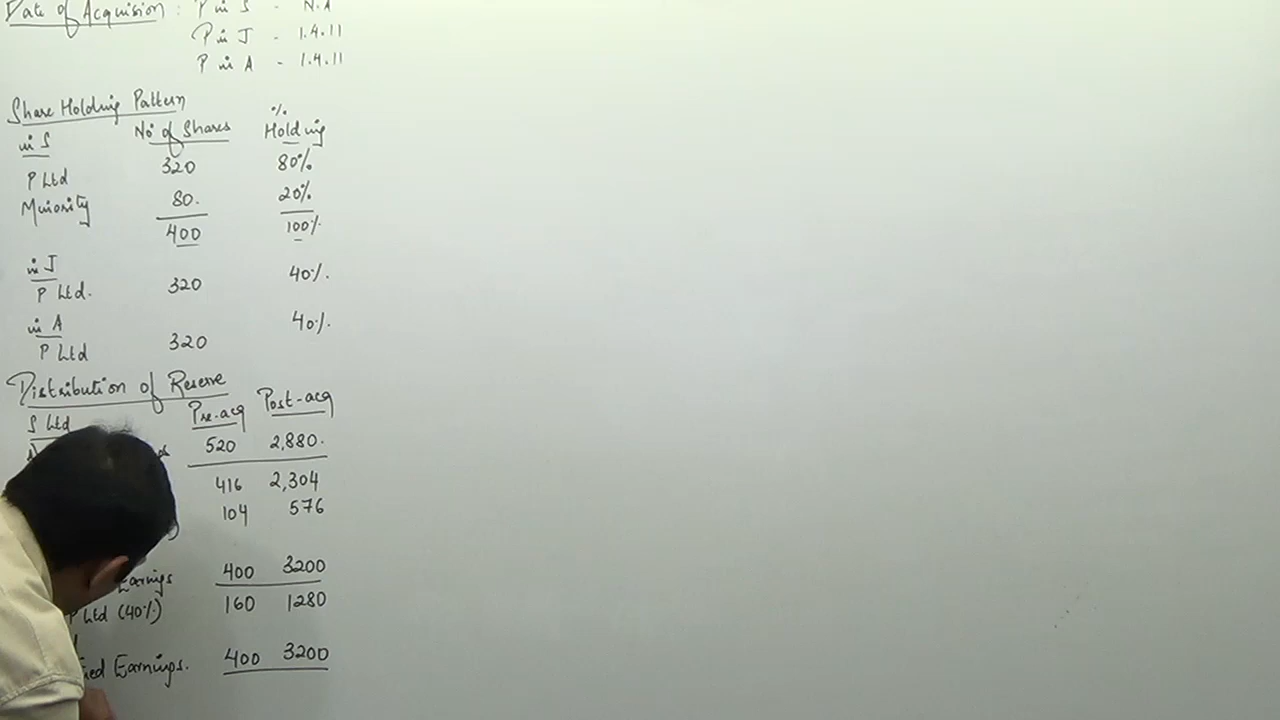 Date of Acquision : P in S - N.A
P in J - 1.4.11
P in A - 1.4.11
Share Holding Pattern
in S No of Shares % Holding
P Ltd 320 80%
Minority 80. 20%
400 100%
in J
P Ltd. 320 40%.
in A
P Ltd 320 40%.
Distribution of Reserve
S Ltd Pre-acq Post-acq
520 2,880.
416 2,304
104 576
Earnings 400 3200
P Ltd (40%) 160 1280
ned Earnings. 400 3200